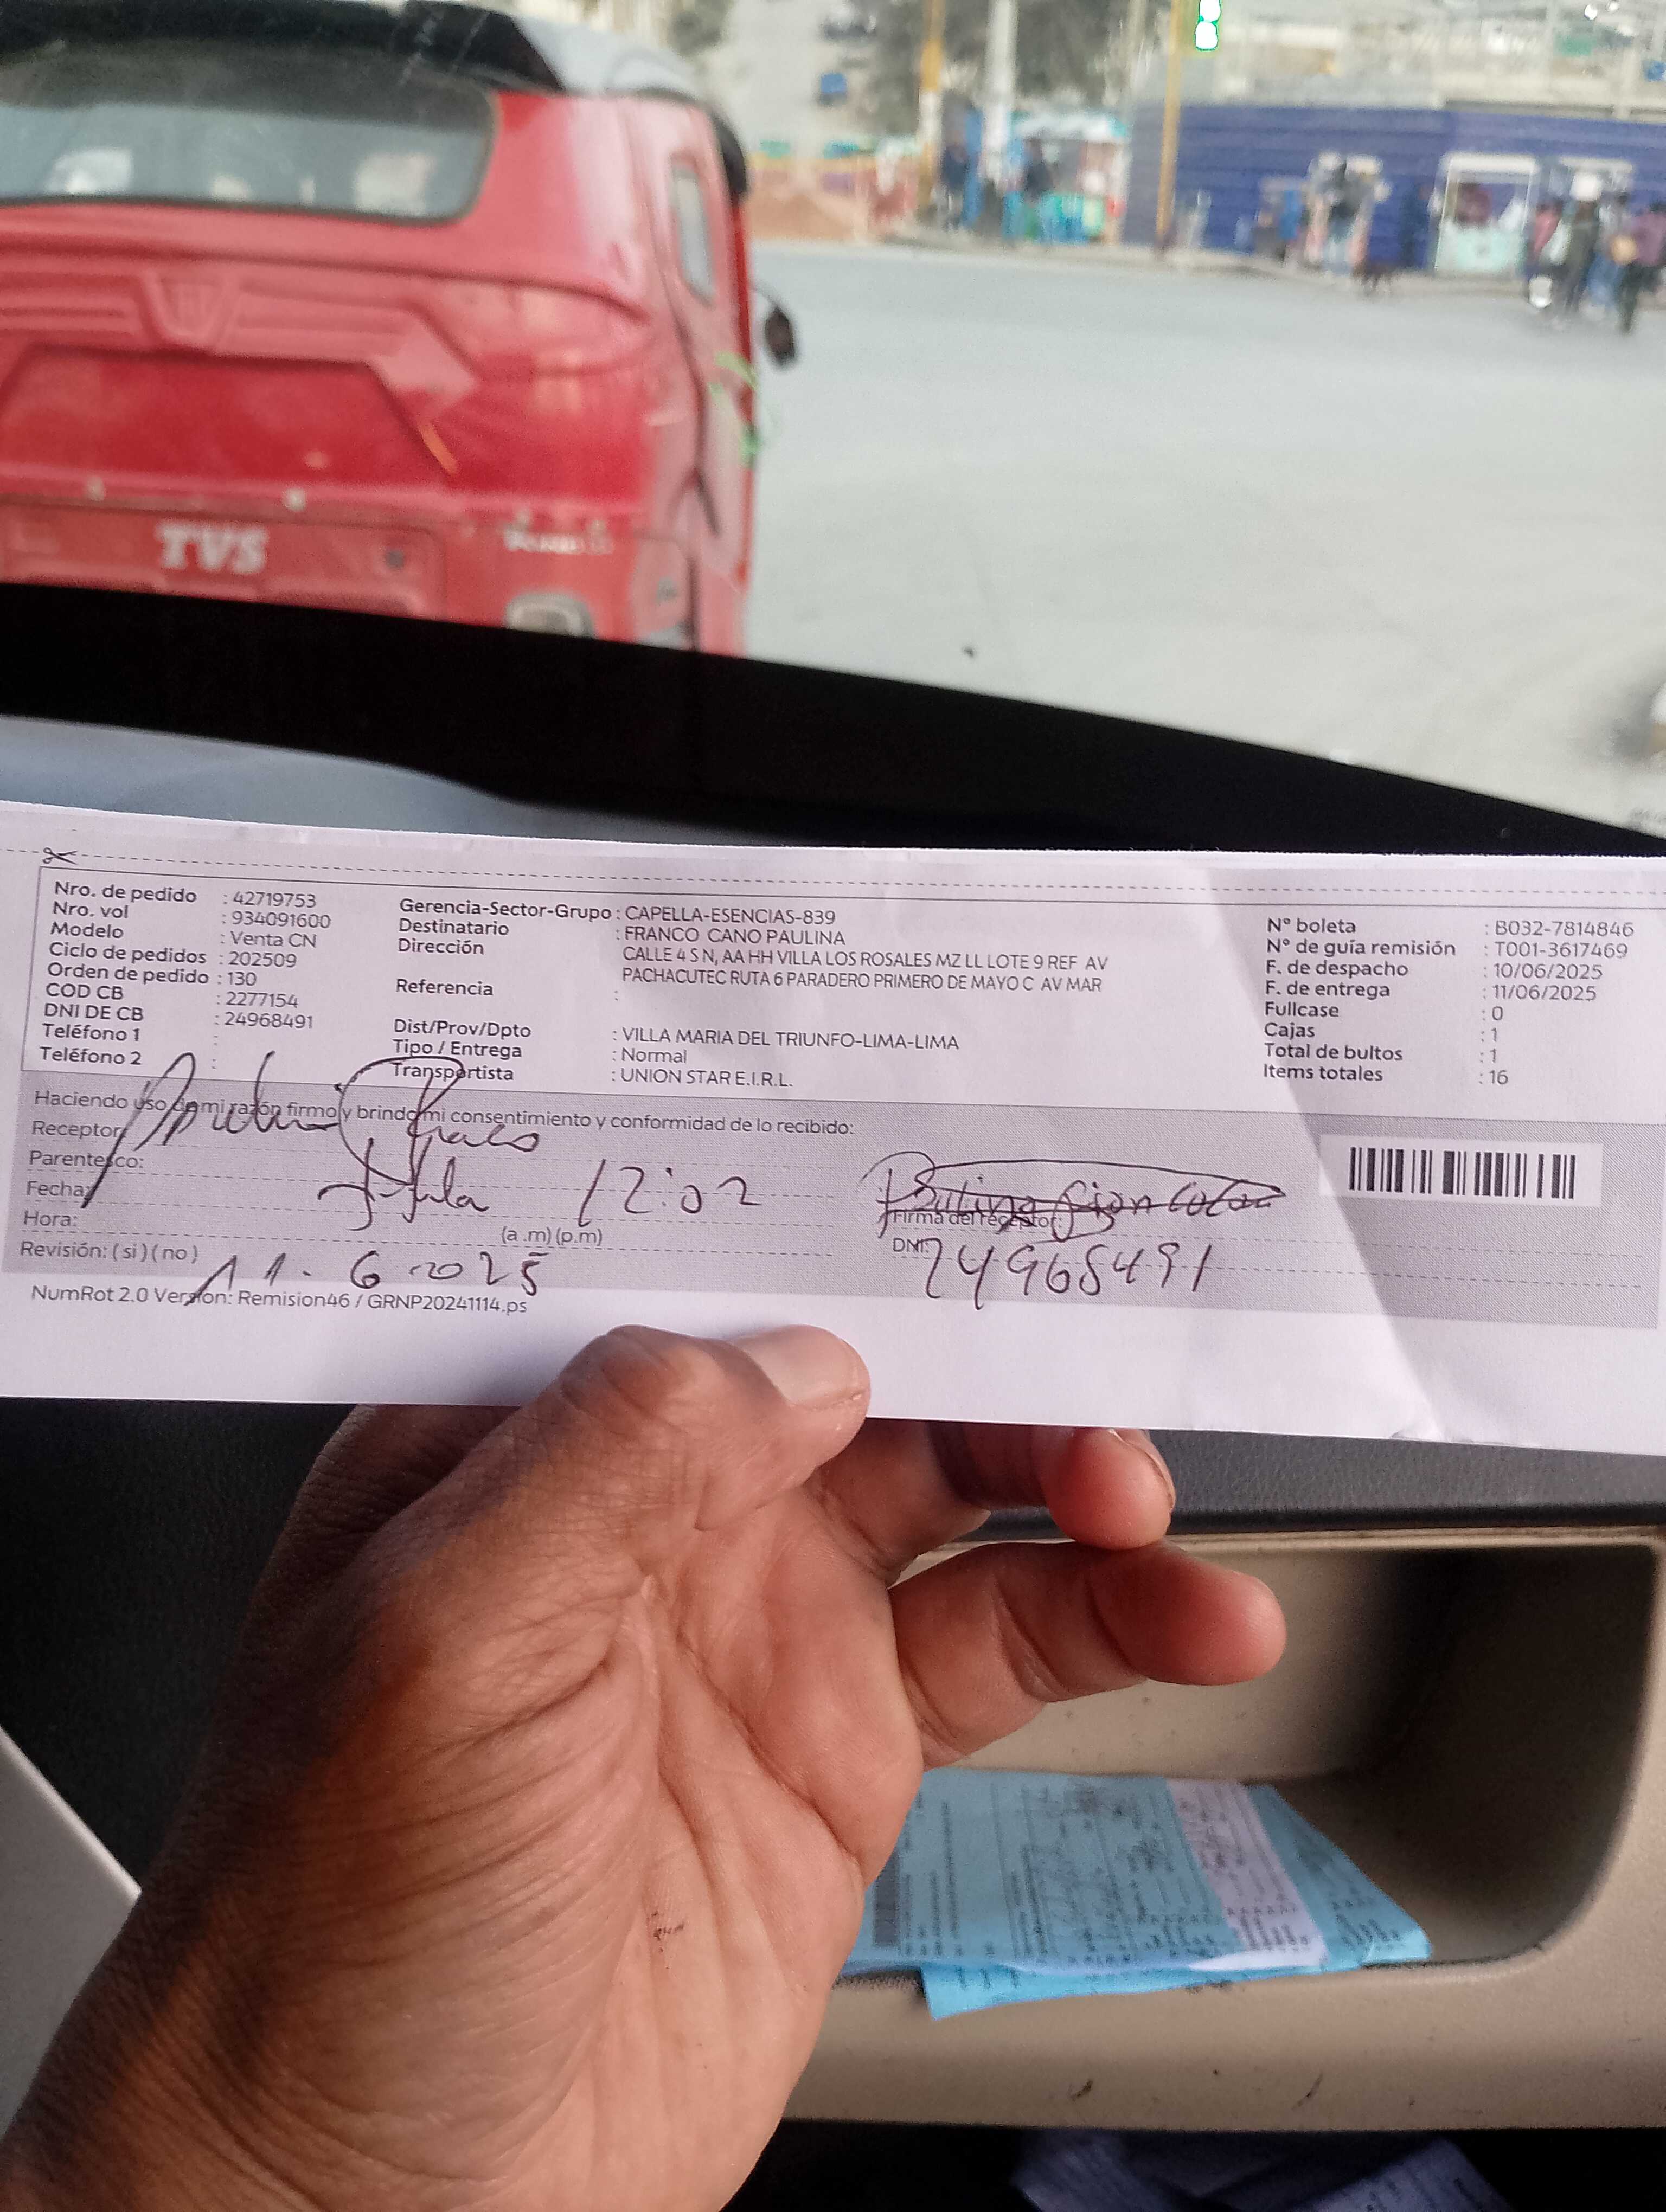 TVS
Nro. de pedido : 42719753
Nro. vol : 934091600
Modelo : Venta CN
Ciclo de pedidos : 202509
Orden de pedido : 130
COD CB : 2277154
DNI DE CB : 24968491
Teléfono 1 :
Teléfono 2 :
Gerencia-Sector-Grupo : CAPELLA-ESENCIAS-839
Destinatario : FRANCO CANO PAULINA
Dirección : CALLE 4 S N, AA HH VILLA LOS ROSALES MZ LL LOTE 9 REF AV
PACHACUTEC RUTA 6 PARADERO PRIMERO DE MAYO C AV MAR
Referencia :
Dist/Prov/Dpto : VILLA MARIA DEL TRIUNFO-LIMA-LIMA
Tipo / Entrega : Normal
Transportista : UNION STAR E.I.R.L.
N° boleta : B032-7814846
N° de guía remisión : T001-3617469
F. de despacho : 10/06/2025
F. de entrega : 11/06/2025
Fullcase : 0
Cajas : 1
Total de bultos : 1
Items totales : 16
Haciendo uso de mi razón firmo y brindo mi consentimiento y conformidad de lo recibido:
Receptor:
Parentesco:
Fecha:
12:02
Hora: (a.m) (p.m)
Firma del receptor:
Revisión: ( si ) ( no ) 11. 6 2025
DNI: 24968491
NumRot 2.0 Version: Remision46 / GRNP20241114.ps